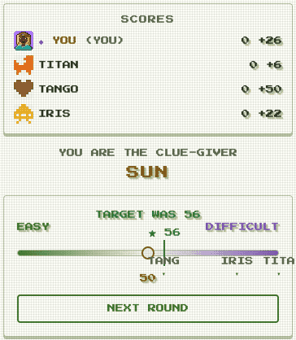 SCORES
YOU (YOU) 0 +26
TITAN 0 +6
TANGO 0 +50
IRIS 0 +22
YOU ARE THE CLUE-GIVER
SUN
TARGET WAS 56
EASY DIFFICULT
★ 56
TANG IRIS TITA
50
NEXT ROUND